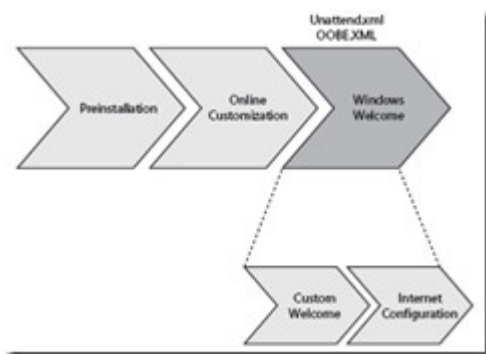 Unattend.xml
OOBE.XML
Preinstallation
Online
Customization
Windows
Welcome
Custom
Welcome
Internet
Configuration